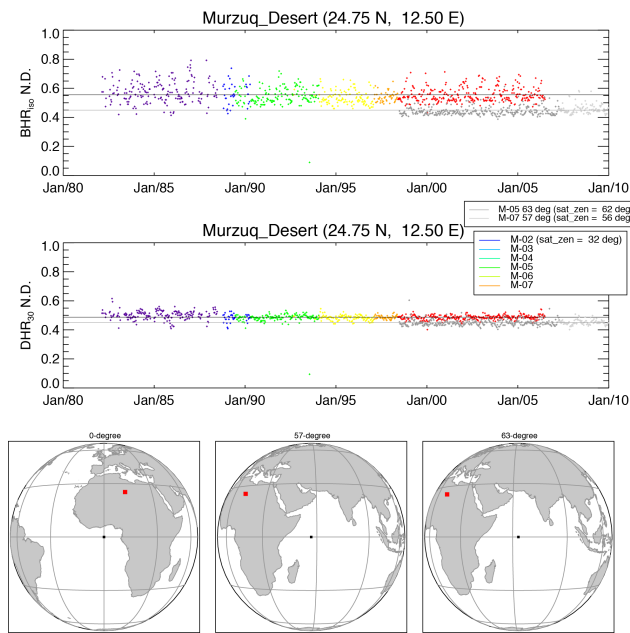 Murzuq_Desert (24.75 N,  12.50 E)
1.0
0.8
0.6
0.4
0.2
0.0
BHRiso N.D.
Jan/80 Jan/85 Jan/90 Jan/95 Jan/00 Jan/05 Jan/10
M-05 63 deg (sat_zen =  62 deg)
M-07 57 deg (sat_zen =  56 deg)
Murzuq_Desert (24.75 N,  12.50 E)
M-02 (sat_zen =  32 deg)
M-03
M-04
M-05
M-06
M-07
1.0
0.8
0.6
0.4
0.2
0.0
DHR30 N.D.
Jan/80 Jan/85 Jan/90 Jan/95 Jan/00 Jan/05 Jan/10
0-degree 57-degree 63-degree